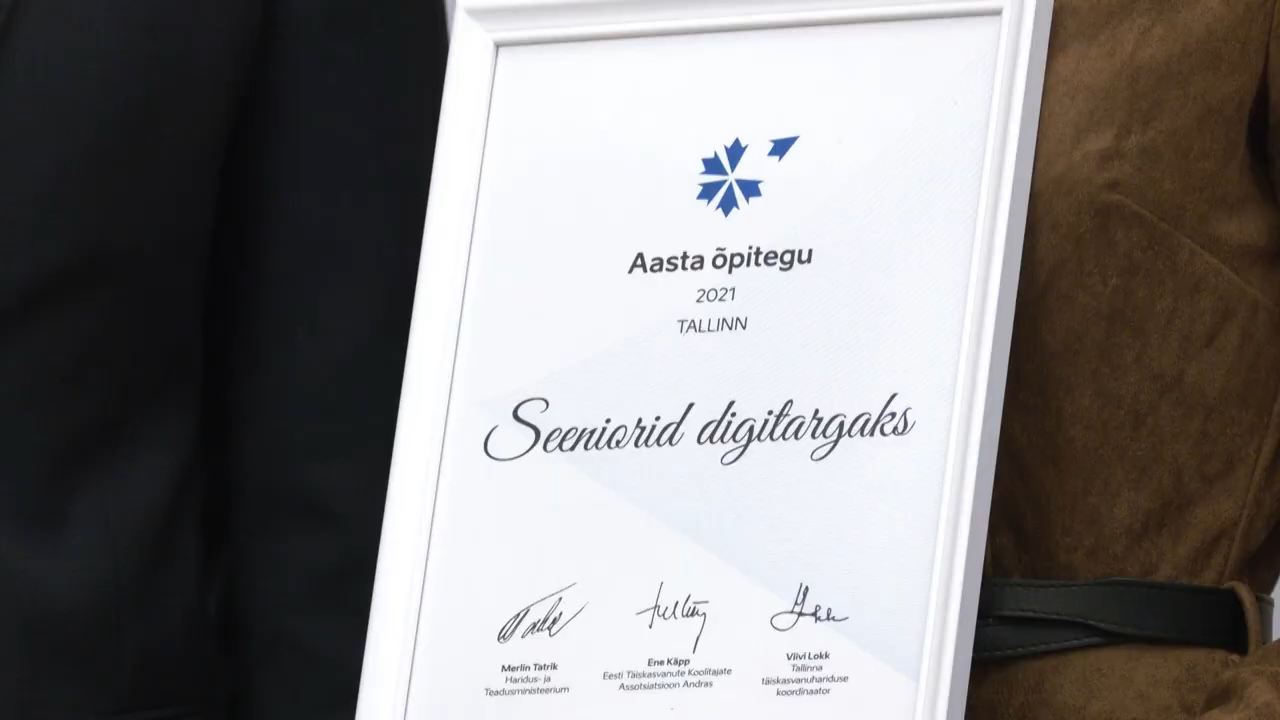 Aasta õpitegu
2021
TALLINN
Seeniorid digitargaks
Merlin Tatrik
Haridus- ja
Teadusministeerium
Ene Käpp
Eesti Täiskasvanute Koolitajate
Assotsiatsioon Andras
Viivi Lokk
Tallinna
täiskasvanuhariduse
koordinaator